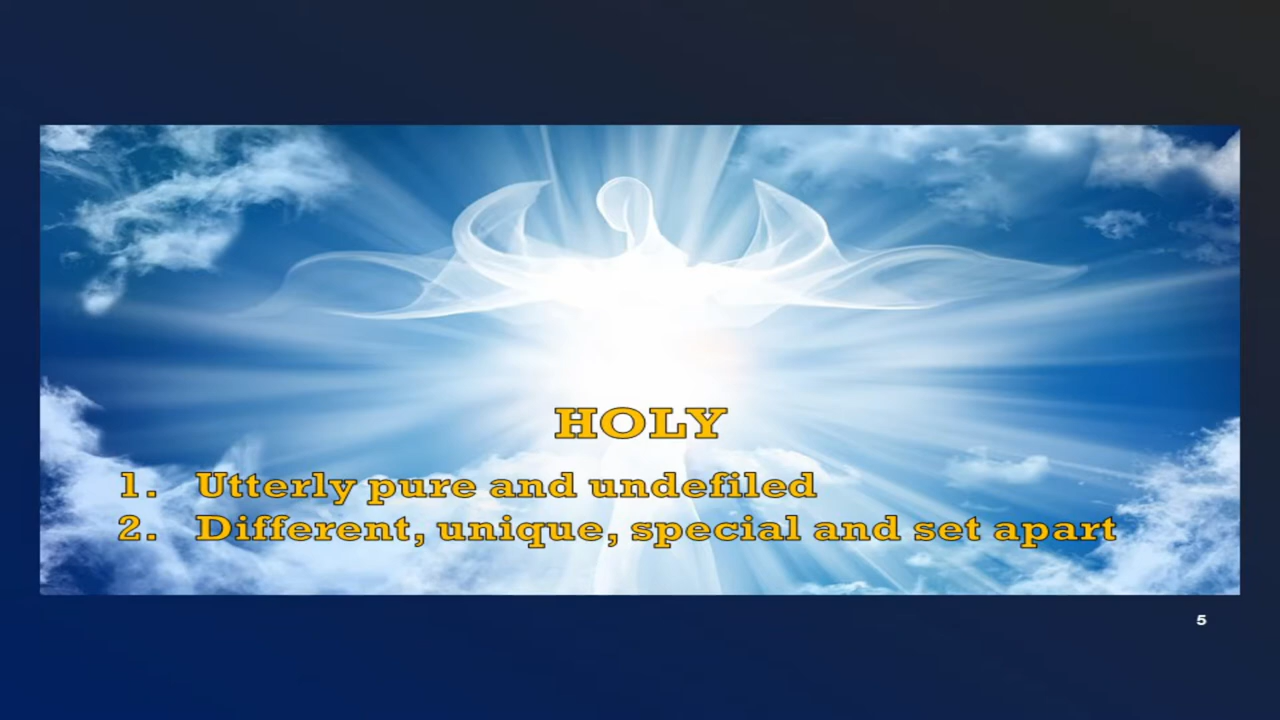 HOLY
1. Utterly pure and undefiled
2. Different, unique, special and set apart
5